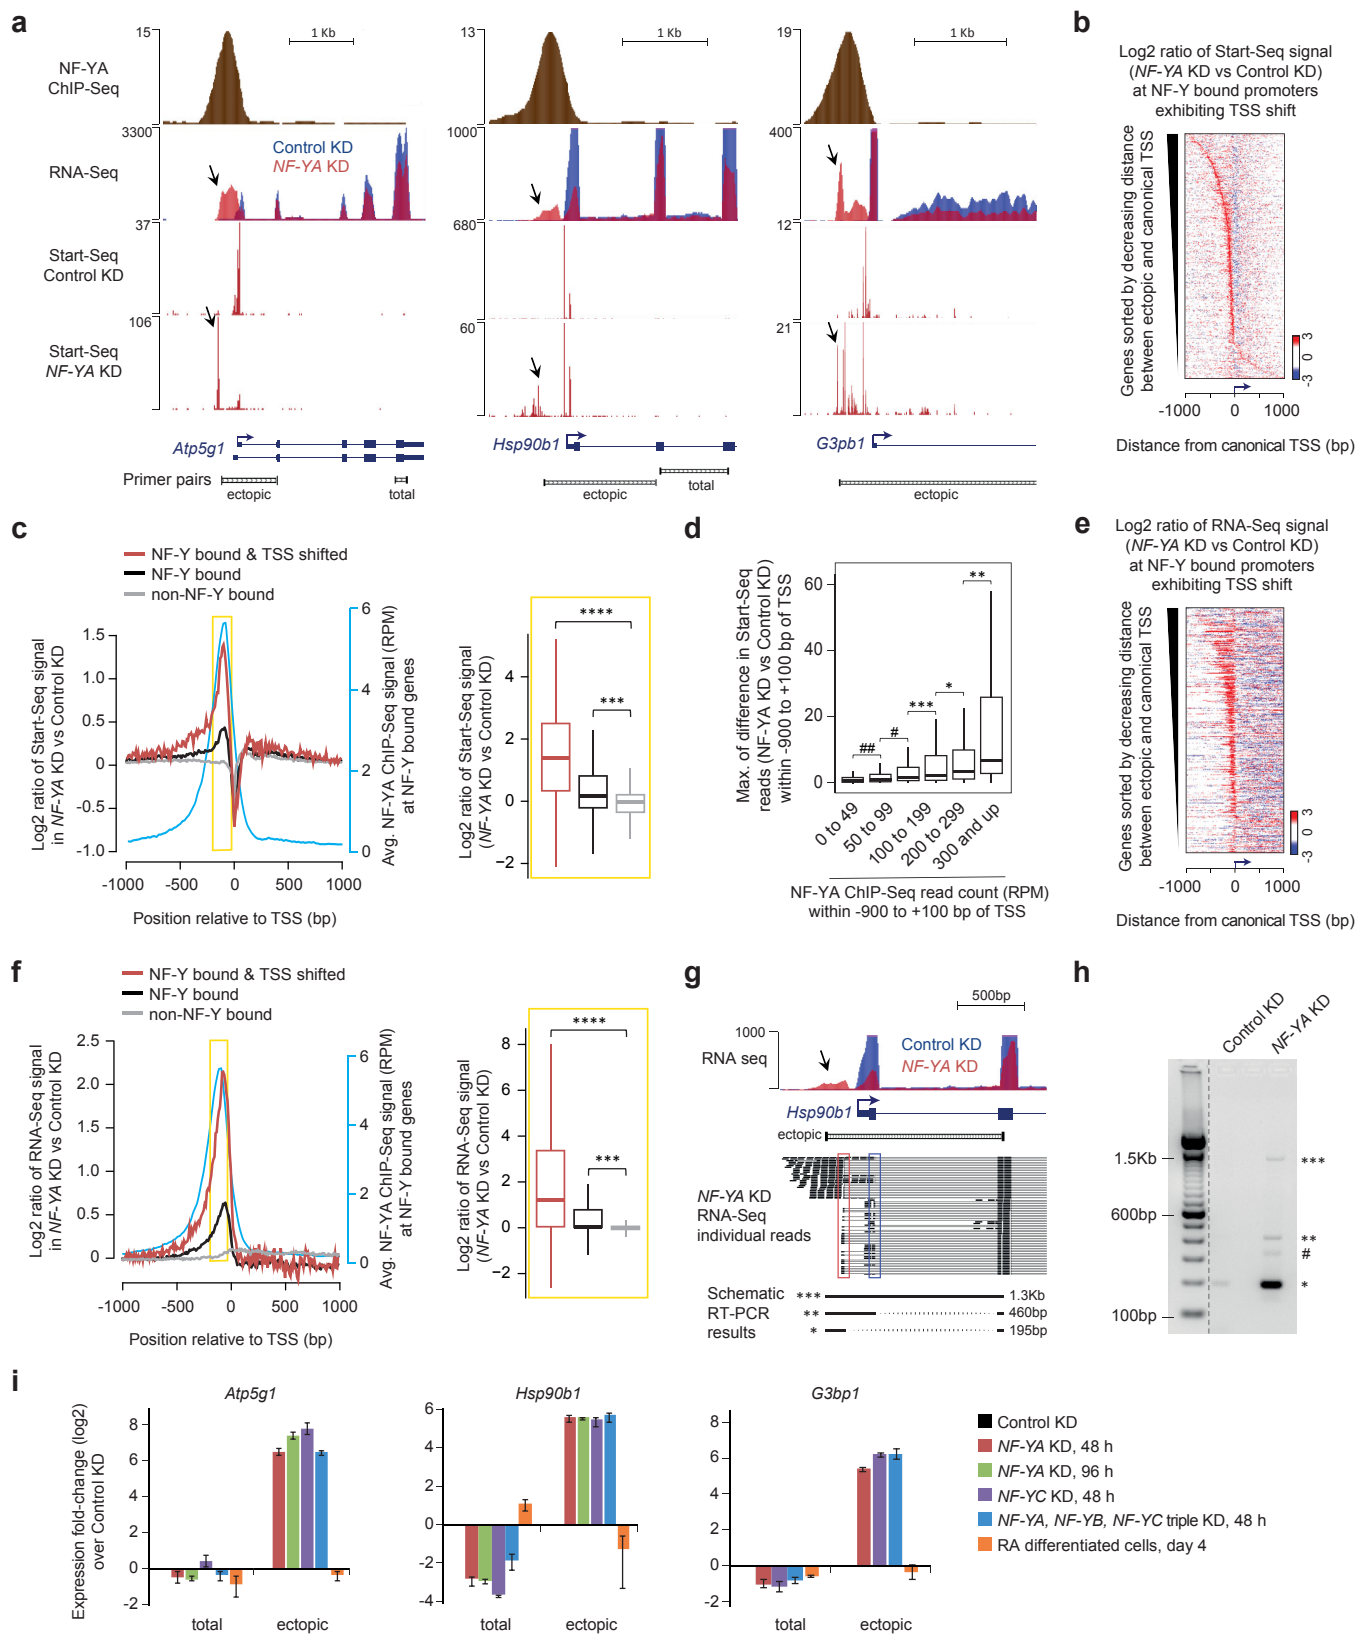 a
15
13
19
1 Kb
1 Kb
1 Kb
NF-YA
ChIP-Seq
3300
1000
400
Control KD
NF-YA KD
RNA-Seq
37
680
12
Start-Seq
Control KD
106
60
21
Start-Seq
NF-YA KD
Atp5g1
Hsp90b1
G3pb1
Primer pairs
ectopic
total
ectopic
total
ectopic
b
Log2 ratio of Start-Seq signal
(NF-YA KD vs Control KD)
at NF-Y bound promoters
exhibiting TSS shift
Genes sorted by decreasing distance
between ectopic and canonical TSS
3
0
-3
-1000 0 1000
Distance from canonical TSS (bp)
c
NF-Y bound & TSS shifted
NF-Y bound
non-NF-Y bound
Log2 ratio of Start-Seq signal
in NF-YA KD vs Control KD
1.5
1.0
0.5
0
-0.5
-1.0
6
4
2
0
Avg. NF-YA ChIP-Seq signal (RPM)
at NF-Y bound genes
-1000 -500 0 500 1000
Position relative to TSS (bp)
Log2 ratio of Start-Seq signal
(NF-YA KD vs Control KD)
4
2
0
−2
****
***
d
Max. of difference in Start-Seq
reads (NF-YA KD vs Control KD)
within -900 to +100 bp of TSS
60
40
20
0
##
#
***
*
**
0 to 49
50 to 99
100 to 199
200 to 299
300 and up
NF-YA ChIP-Seq read count (RPM)
within -900 to +100 bp of TSS
e
Log2 ratio of RNA-Seq signal
(NF-YA KD vs Control KD)
at NF-Y bound promoters
exhibiting TSS shift
Genes sorted by decreasing distance
between ectopic and canonical TSS
3
0
-3
-1000 0 1000
Distance from canonical TSS (bp)
f
NF-Y bound & TSS shifted
NF-Y bound
non-NF-Y bound
Log2 ratio of RNA-Seq signal
in NF-YA KD vs Control KD
2.5
2.0
1.5
1.0
0.5
0
6
4
2
0
Avg. NF-YA ChIP-Seq signal (RPM)
at NF-Y bound genes
-1000 -500 0 500 1000
Position relative to TSS (bp)
Log2 ratio of RNA-Seq signal
(NF-YA KD vs Control KD)
8
6
4
2
0
−2
****
***
g
500bp
1000
RNA seq
Control KD
NF-YA KD
Hsp90b1
ectopic
NF-YA KD
RNA-Seq
individual reads
Schematic *** 1.3Kb
RT-PCR ** 460bp
results * 195bp
h
Control KD
NF-YA KD
1.5Kb
600bp
100bp
***
**
#
*
i
Expression fold-change (log2)
over Control KD
Atp5g1
8
6
4
2
0
-2
total ectopic
Hsp90b1
6
4
2
0
-2
-4
total ectopic
G3bp1
8
6
4
2
0
-2
total ectopic
Control KD
NF-YA KD, 48 h
NF-YA KD, 96 h
NF-YC KD, 48 h
NF-YA, NF-YB, NF-YC triple KD, 48 h
RA differentiated cells, day 4